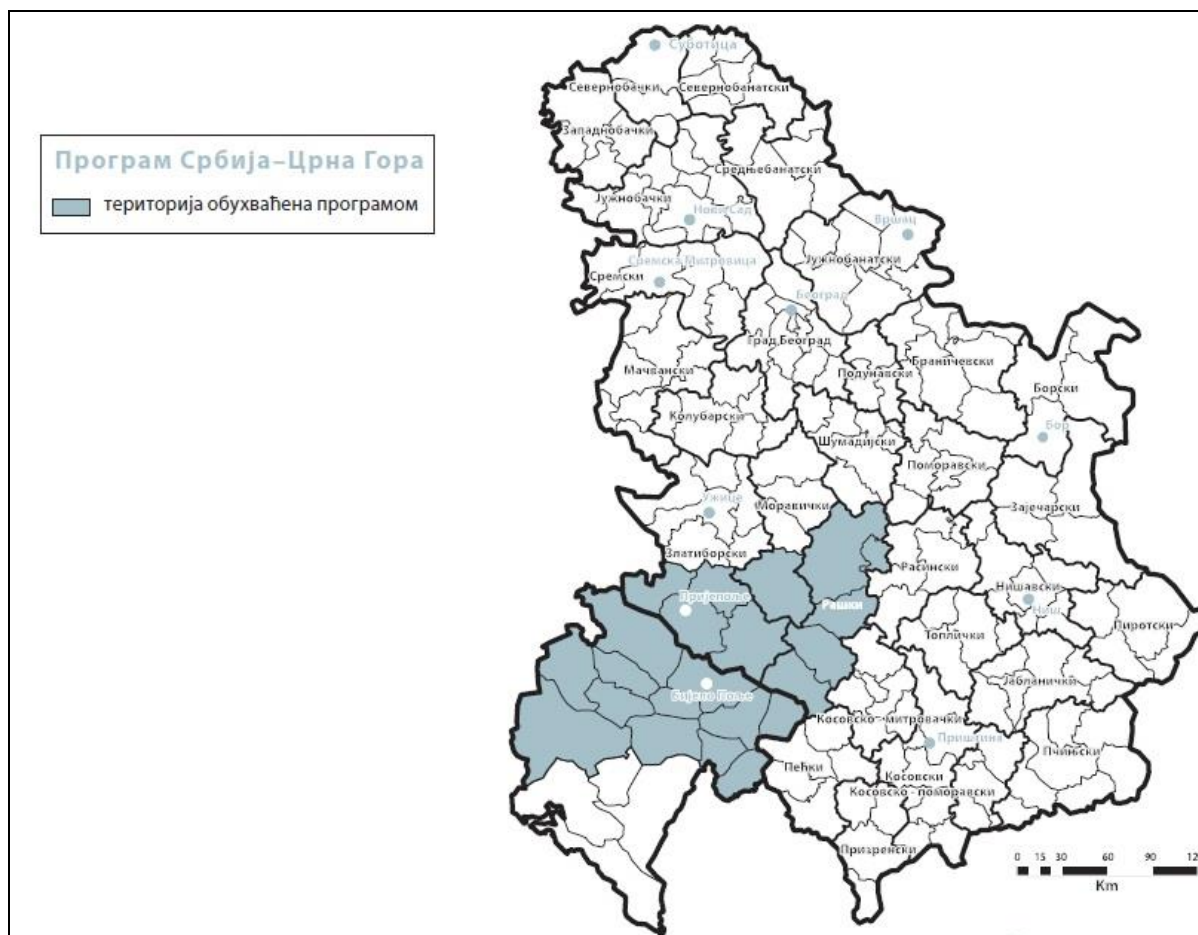 Суботица
Севернобачки
Севернобанатски
Западнобачки
Програм Србија–Црна Гора
територија обухваћена програмом
Средњебанатски
Јужнобачки
Нови Сад
Вршац
Јужнобанатски
Сремска Митровица
Сремски
Београд
Град Београд
Мачвански
Подунавски
Браничевски
Борски
Колубарски
Шумадијски
Бор
Поморавски
Ужице
Моравички
Зајечарски
Златиборски
Расински
Нишавски
Пријепоље
Рашки
Ниш
Пиротски
Топлички
Јабланички
Бијело Поље
Косовско - митровачки
Приштина
Пчињски
Пећки
Косовски
Косовско - поморавски
Призренски
0 15 30 60 90 12
Km